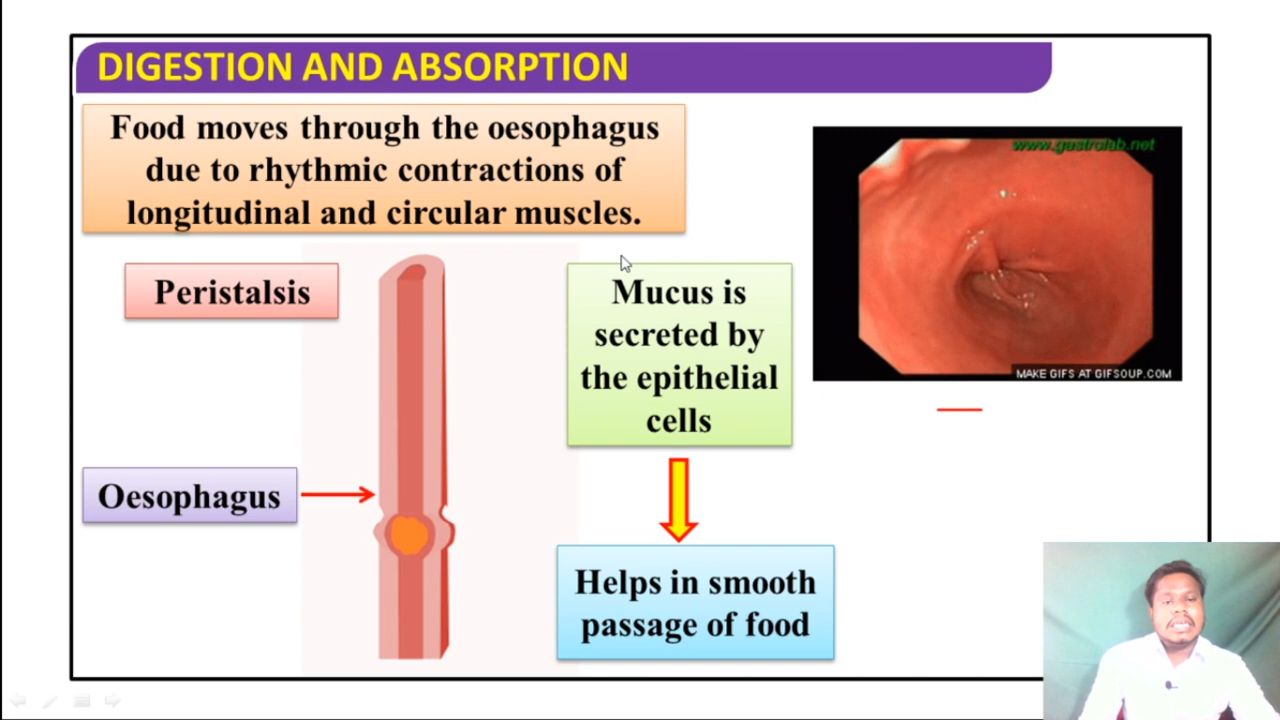 DIGESTION AND ABSORPTION
Food moves through the oesophagus
due to rhythmic contractions of
longitudinal and circular muscles.
www.gastrolab.net
MAKE GIFS AT GIFSOUP.COM
Peristalsis
Mucus is
secreted by
the epithelial
cells
Oesophagus
Helps in smooth
passage of food